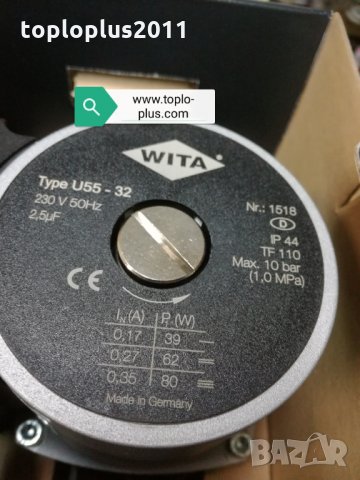 toploplus2011
www.toplo-
plus.com
WITA
Type U55 - 32
230 V 50Hz
2,5µF
Nr.: 1518
D
IP 44
TF 110
Max. 10 bar
(1,0 MPa)
CE
I (A) P (W)
0,17 39
0,27 62
0,35 80
Made in Germany
BAZAR
bg